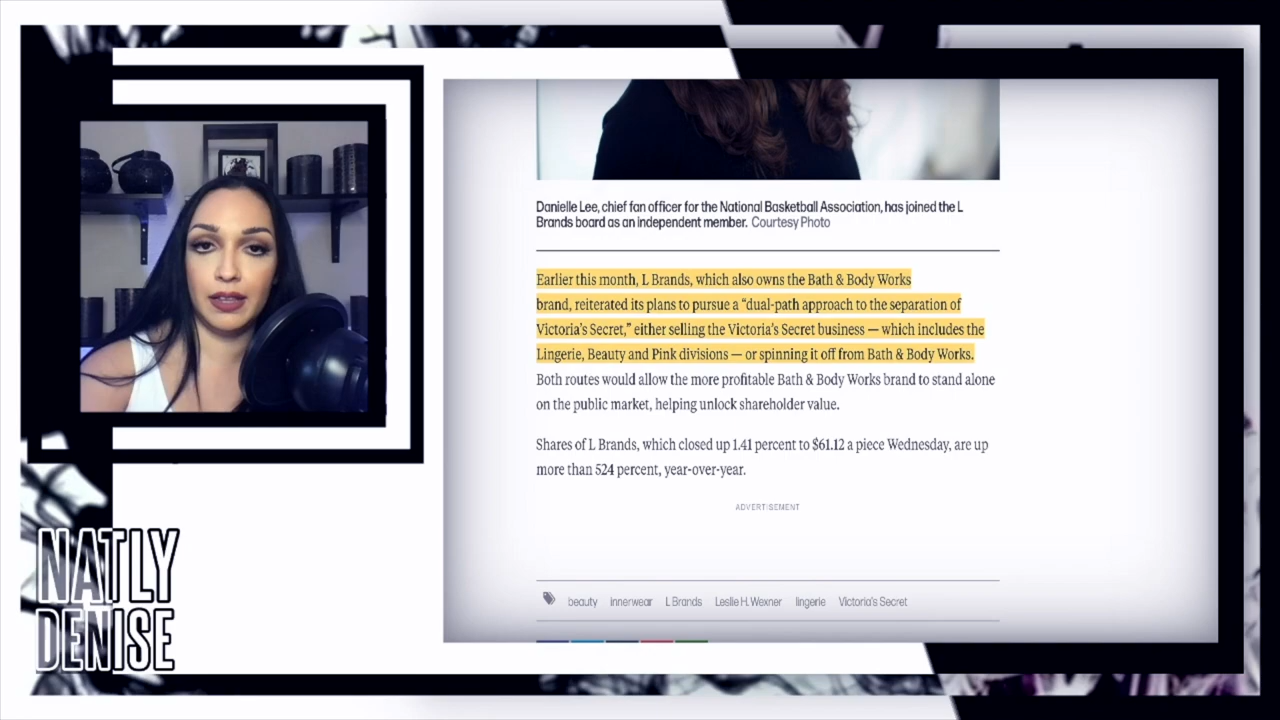 Danielle Lee, chief fan officer for the National Basketball Association, has joined the L
Brands board as an independent member. Courtesy Photo
Earlier this month, L Brands, which also owns the Bath & Body Works
brand, reiterated its plans to pursue a “dual-path approach to the separation of
Victoria’s Secret,” either selling the Victoria’s Secret business — which includes the
Lingerie, Beauty and Pink divisions — or spinning it off from Bath & Body Works.
Both routes would allow the more profitable Bath & Body Works brand to stand alone
on the public market, helping unlock shareholder value.
Shares of L Brands, which closed up 1.41 percent to $61.12 a piece Wednesday, are up
more than 524 percent, year-over-year.
ADVERTISEMENT
beauty innerwear L Brands Leslie H. Wexner lingerie Victoria's Secret
NATLY
DENISE